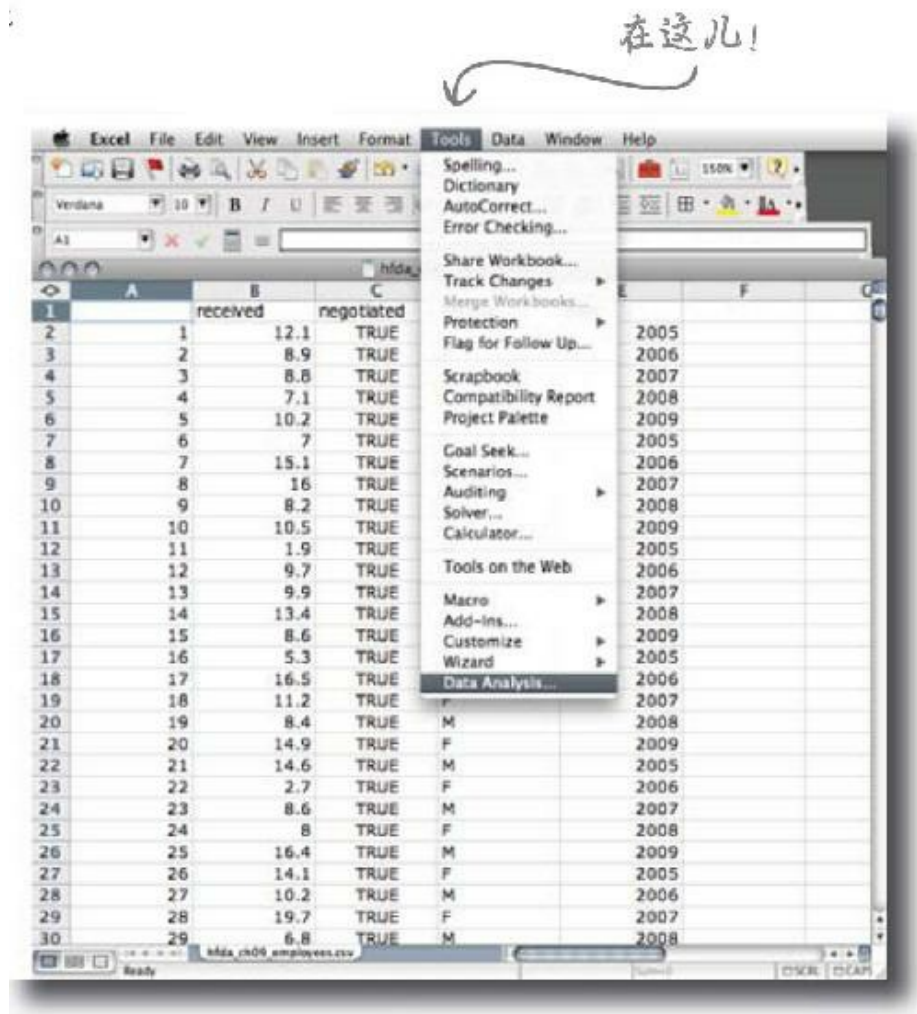 在这儿!
Excel File Edit View Insert Format Tools Data Window Help
Spelling...
Dictionary
AutoCorrect...
Error Checking...
Share Workbook...
Track Changes
Merge Workbooks...
Protection
Flag for Follow Up...
Scrapbook
Compatibility Report
Project Palette
Goal Seek...
Scenarios...
Auditing
Solver...
Calculator...
Tools on the Web
Macro
Add-Ins...
Customize
Wizard
Data Analysis...
150%
Verdana 10 B I U
A1
hfda_
A B C E F G
1 received negotiated
2 1 12.1 TRUE 2005
3 2 8.9 TRUE 2006
4 3 8.8 TRUE 2007
5 4 7.1 TRUE 2008
6 5 10.2 TRUE 2009
7 6 7 TRUE 2005
8 7 15.1 TRUE 2006
9 8 16 TRUE 2007
10 9 8.2 TRUE 2008
11 10 10.5 TRUE 2009
12 11 1.9 TRUE 2005
13 12 9.7 TRUE 2006
14 13 9.9 TRUE 2007
15 14 13.4 TRUE 2008
16 15 8.6 TRUE 2009
17 16 5.3 TRUE 2005
18 17 16.5 TRUE 2006
19 18 11.2 TRUE F 2007
20 19 8.4 TRUE M 2008
21 20 14.9 TRUE F 2009
22 21 14.6 TRUE M 2005
23 22 2.7 TRUE F 2006
24 23 8.6 TRUE M 2007
25 24 8 TRUE F 2008
26 25 16.4 TRUE M 2009
27 26 14.1 TRUE F 2005
28 27 10.2 TRUE M 2006
29 28 19.7 TRUE F 2007
30 29 6.8 TRUE M 2008
hfda_ch09_employees.csv
Ready SCRL CAP